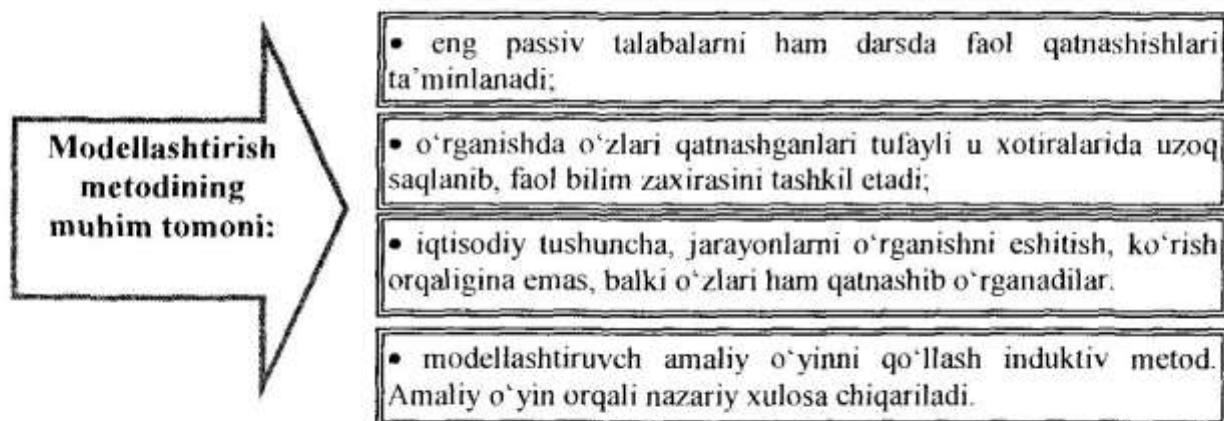 Modellashtirish
metodining
muhim tomoni:
• eng passiv talabalarni ham darsda faol qatnashishlari
ta’minlanadi;
• o‘rganishda o‘zlari qatnashganlari tufayli u xotiralarida uzoq
saqlanib, faol bilim zaxirasini tashkil etadi;
• iqtisodiy tushuncha, jarayonlarni o‘rganishni eshitish, ko‘rish
orqaligina emas, balki o‘zlari ham qatnashib o‘rganadilar.
• modellashtiruvch amaliy o‘yinni qo‘llash induktiv metod.
Amaliy o‘yin orqali nazariy xulosa chiqariladi.